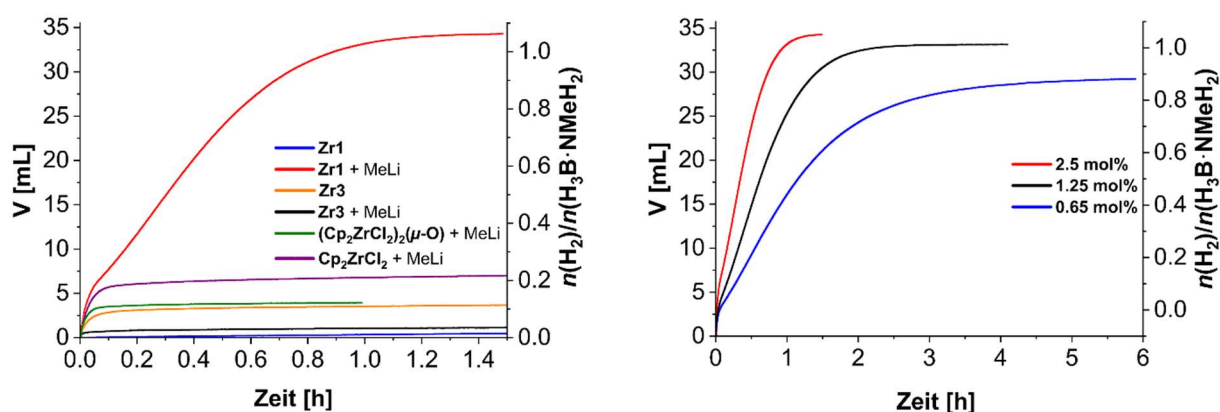 35
30
25
20
15
10
5
0
V [mL]
0.0 0.2 0.4 0.6 0.8 1.0 1.2 1.4
Zeit [h]
1.0
0.8
0.6
0.4
0.2
0.0
n(H₂)/n(H₃B·NMeH₂)
Zr1
Zr1 + MeLi
Zr3
Zr3 + MeLi
(Cp₂ZrCl₂)₂(μ-O) + MeLi
Cp₂ZrCl₂ + MeLi
35
30
25
20
15
10
5
0
V [mL]
0 1 2 3 4 5 6
Zeit [h]
1.0
0.8
0.6
0.4
0.2
0.0
n(H₂)/n(H₃B·NMeH₂)
2.5 mol%
1.25 mol%
0.65 mol%